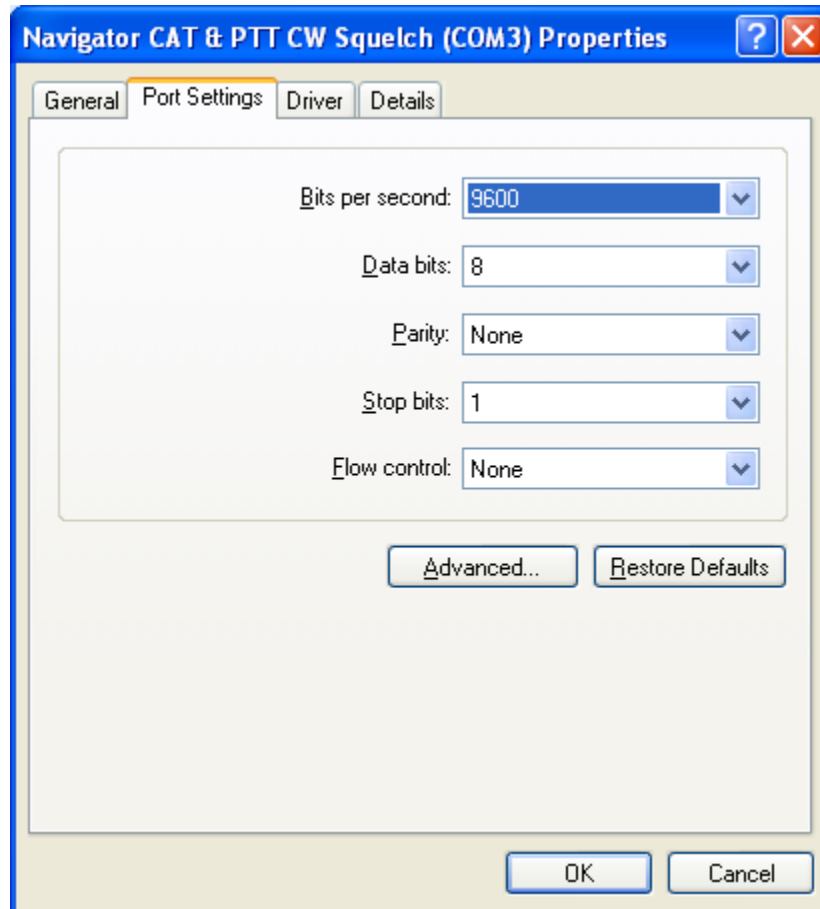 Navigator CAT & PTT CW Squelch (COM3) Properties
General Port Settings Driver Details
Bits per second: 9600
Data bits: 8
Parity: None
Stop bits: 1
Flow control: None
Advanced... Restore Defaults
OK Cancel